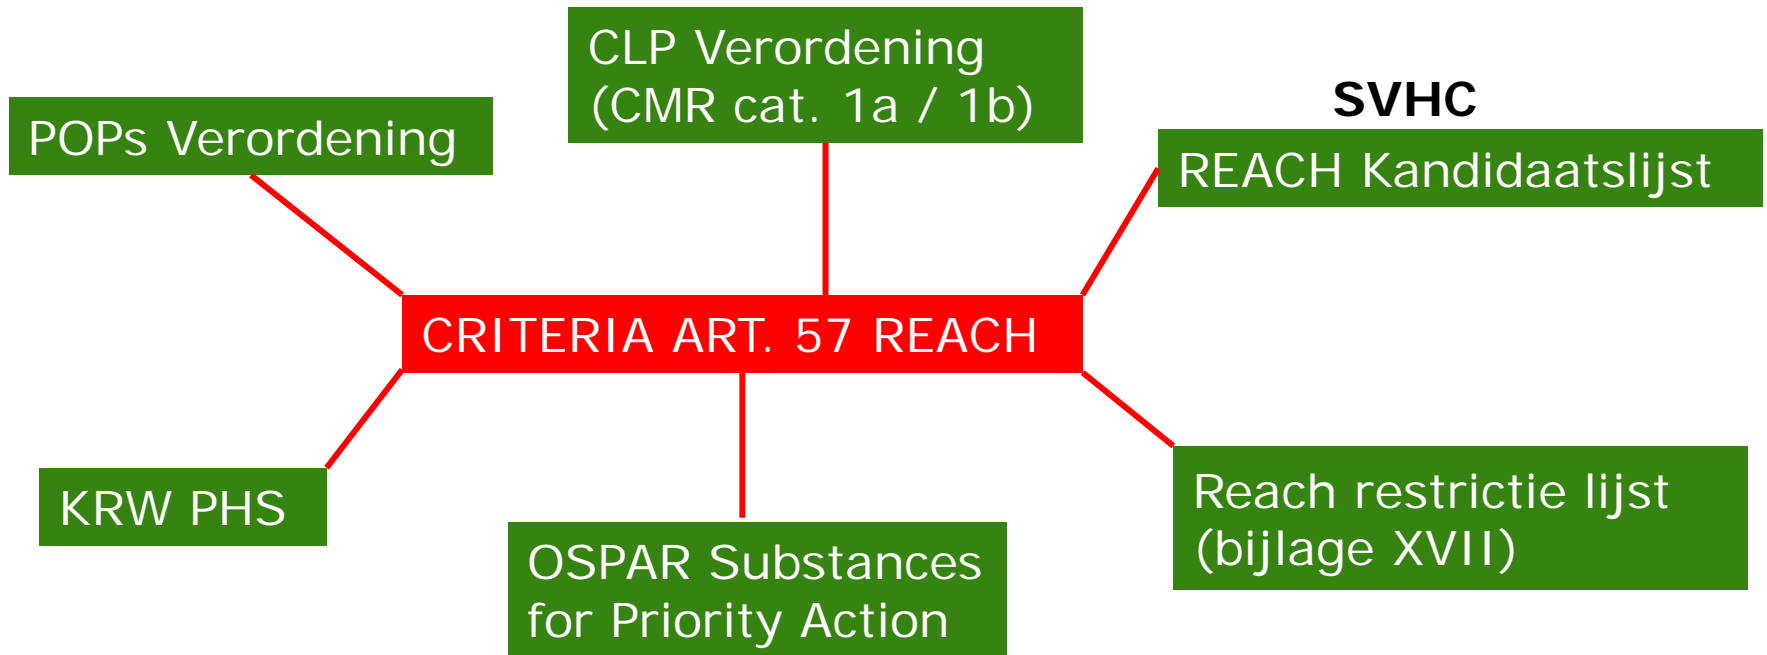 CLP Verordening
(CMR cat. 1a / 1b)
SVHC
POPs Verordening
REACH Kandidaatslijst
CRITERIA ART. 57 REACH
KRW PHS
Reach restrictie lijst
(bijlage XVII)
OSPAR Substances
for Priority Action